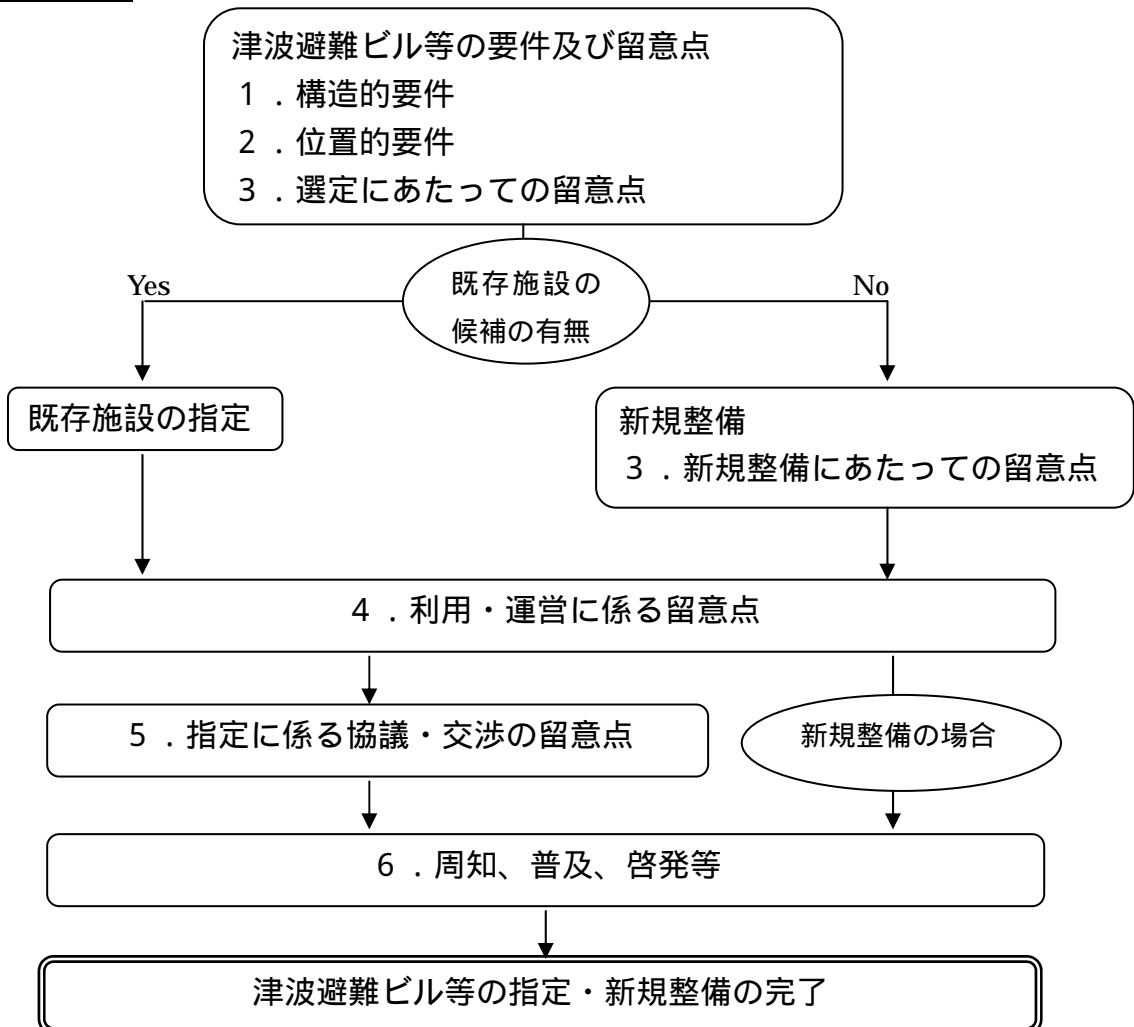 津波避難ビル等の要件及び留意点
1．構造的要件
2．位置的要件
3．選定にあたっての留意点
既存施設の
候補の有無
Yes
No
既存施設の指定
新規整備
3．新規整備にあたっての留意点
4．利用・運営に係る留意点
5．指定に係る協議・交渉の留意点
新規整備の場合
6．周知、普及、啓発等
津波避難ビル等の指定・新規整備の完了